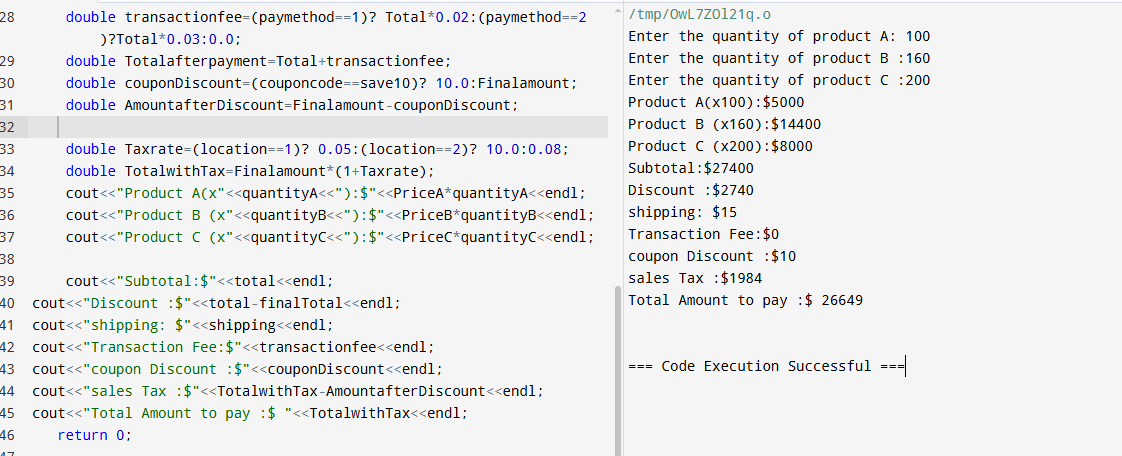 28 double transactionfee=(paymethod==1)? Total*0.02:(paymethod==2
)?Total*0.03:0.0;
29 double Totalafterpayment=Total+transactionfee;
30 double couponDiscount=(couponcode==save10)? 10.0:Finalamount;
31 double AmountafterDiscount=Finalamount-couponDiscount;
32
33 double Taxrate=(location==1)? 0.05:(location==2)? 10.0:0.08;
34 double TotalwithTax=Finalamount*(1+Taxrate);
35 cout<<"Product A(x"<<quantityA<<"):$"<<PriceA*quantityA<<endl;
36 cout<<"Product B (x"<<quantityB<<"):$"<<PriceB*quantityB<<endl;
37 cout<<"Product C (x"<<quantityC<<"):$"<<PriceC*quantityC<<endl;
38
39 cout<<"Subtotal:$"<<total<<endl;
40 cout<<"Discount :$"<<total-finalTotal<<endl;
41 cout<<"shipping: $"<<shipping<<endl;
42 cout<<"Transaction Fee:$"<<transactionfee<<endl;
43 cout<<"coupon Discount :$"<<couponDiscount<<endl;
44 cout<<"sales Tax :$"<<TotalwithTax-AmountafterDiscount<<endl;
45 cout<<"Total Amount to pay :$ "<<TotalwithTax<<endl;
46 return 0;
47
/tmp/OwL7ZOl21q.o
Enter the quantity of product A: 100
Enter the quantity of product B :160
Enter the quantity of product C :200
Product A(x100):$5000
Product B (x160):$14400
Product C (x200):$8000
Subtotal:$27400
Discount :$2740
shipping: $15
Transaction Fee:$0
coupon Discount :$10
sales Tax :$1984
Total Amount to pay :$ 26649
=== Code Execution Successful ===